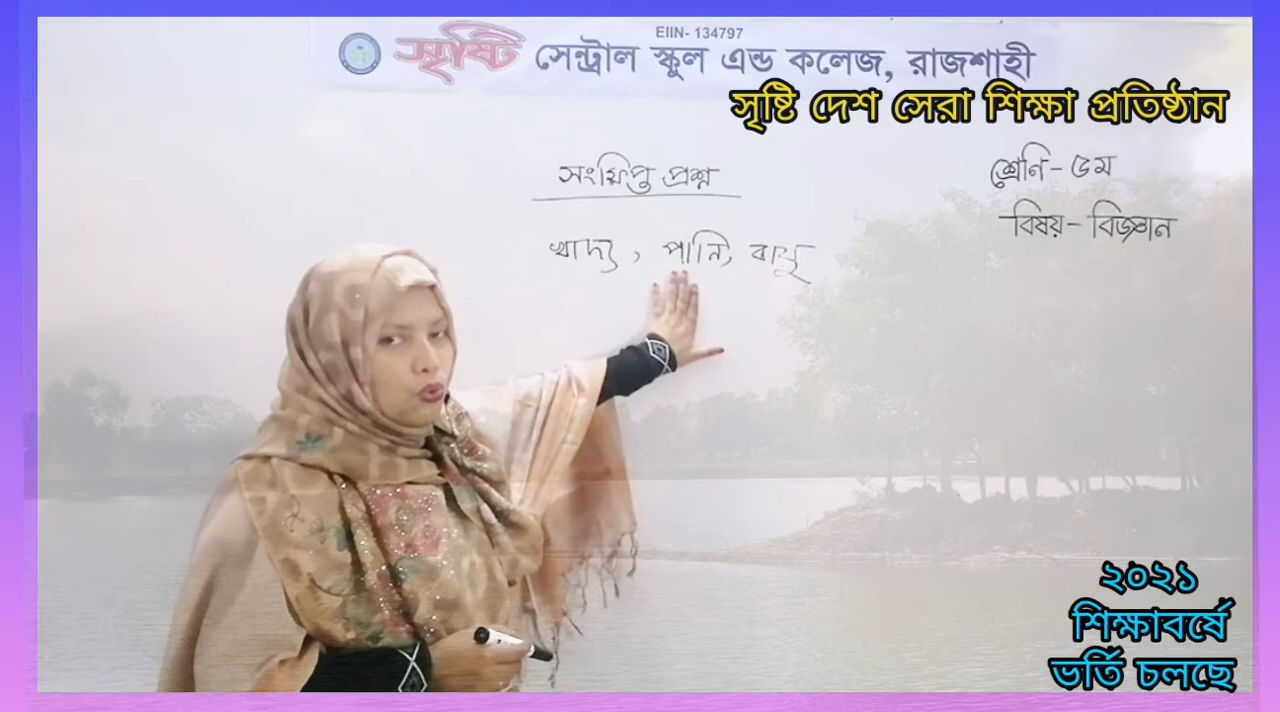 EIIN- 134797
সৃষ্টি সেন্ট্রাল স্কুল এন্ড কলেজ, রাজশাহী
সৃষ্টি দেশ সেরা শিক্ষা প্রতিষ্ঠান
সংক্ষিপ্ত প্রশ্ন
শ্রেণি - ৫ম
বিষয় - বিজ্ঞান
খাদ্য, পানি, বায়ু
২০২১
শিক্ষাবর্ষে
ভর্তি চলছে